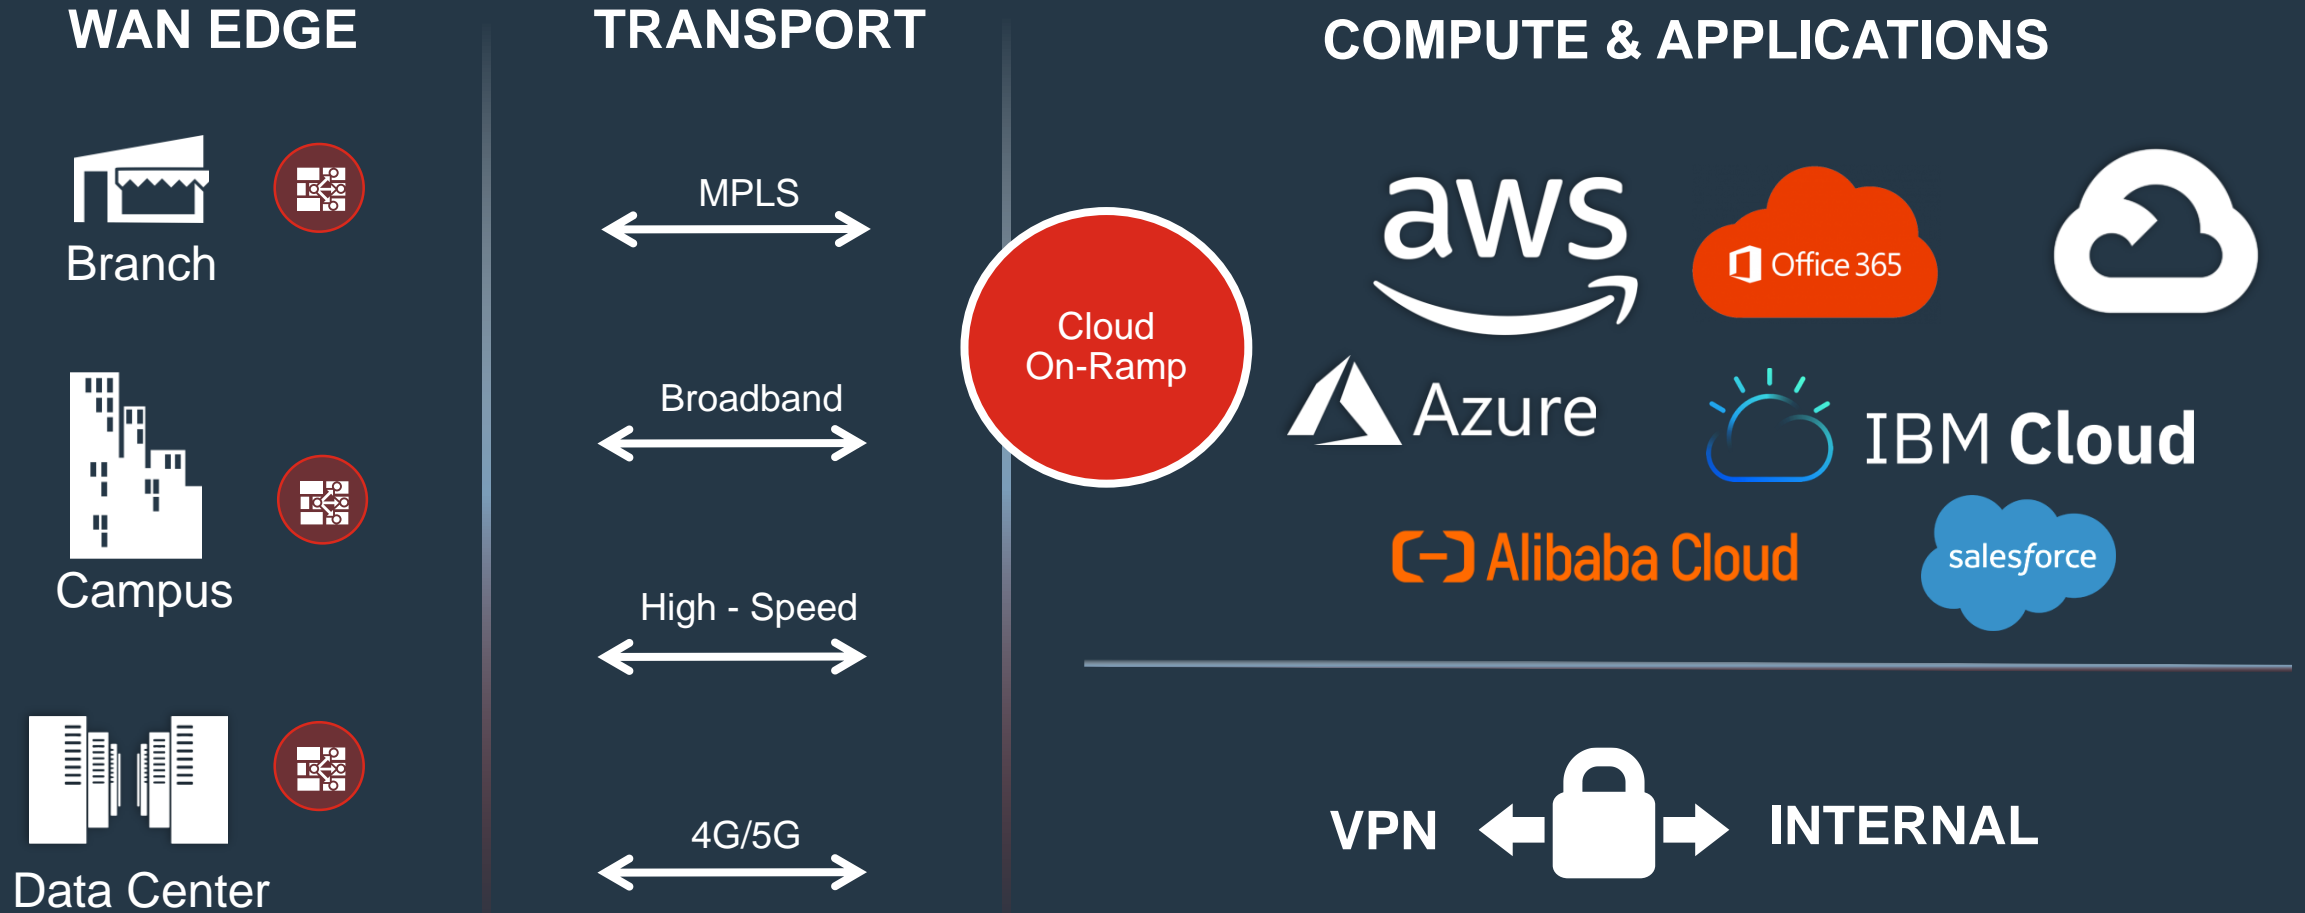 WAN EDGE
TRANSPORT
COMPUTE & APPLICATIONS
Branch
Campus
Data Center
MPLS
Broadband
High - Speed
4G/5G
Cloud
On-Ramp
aws
Office 365
Azure
IBM Cloud
Alibaba Cloud
salesforce
VPN
INTERNAL